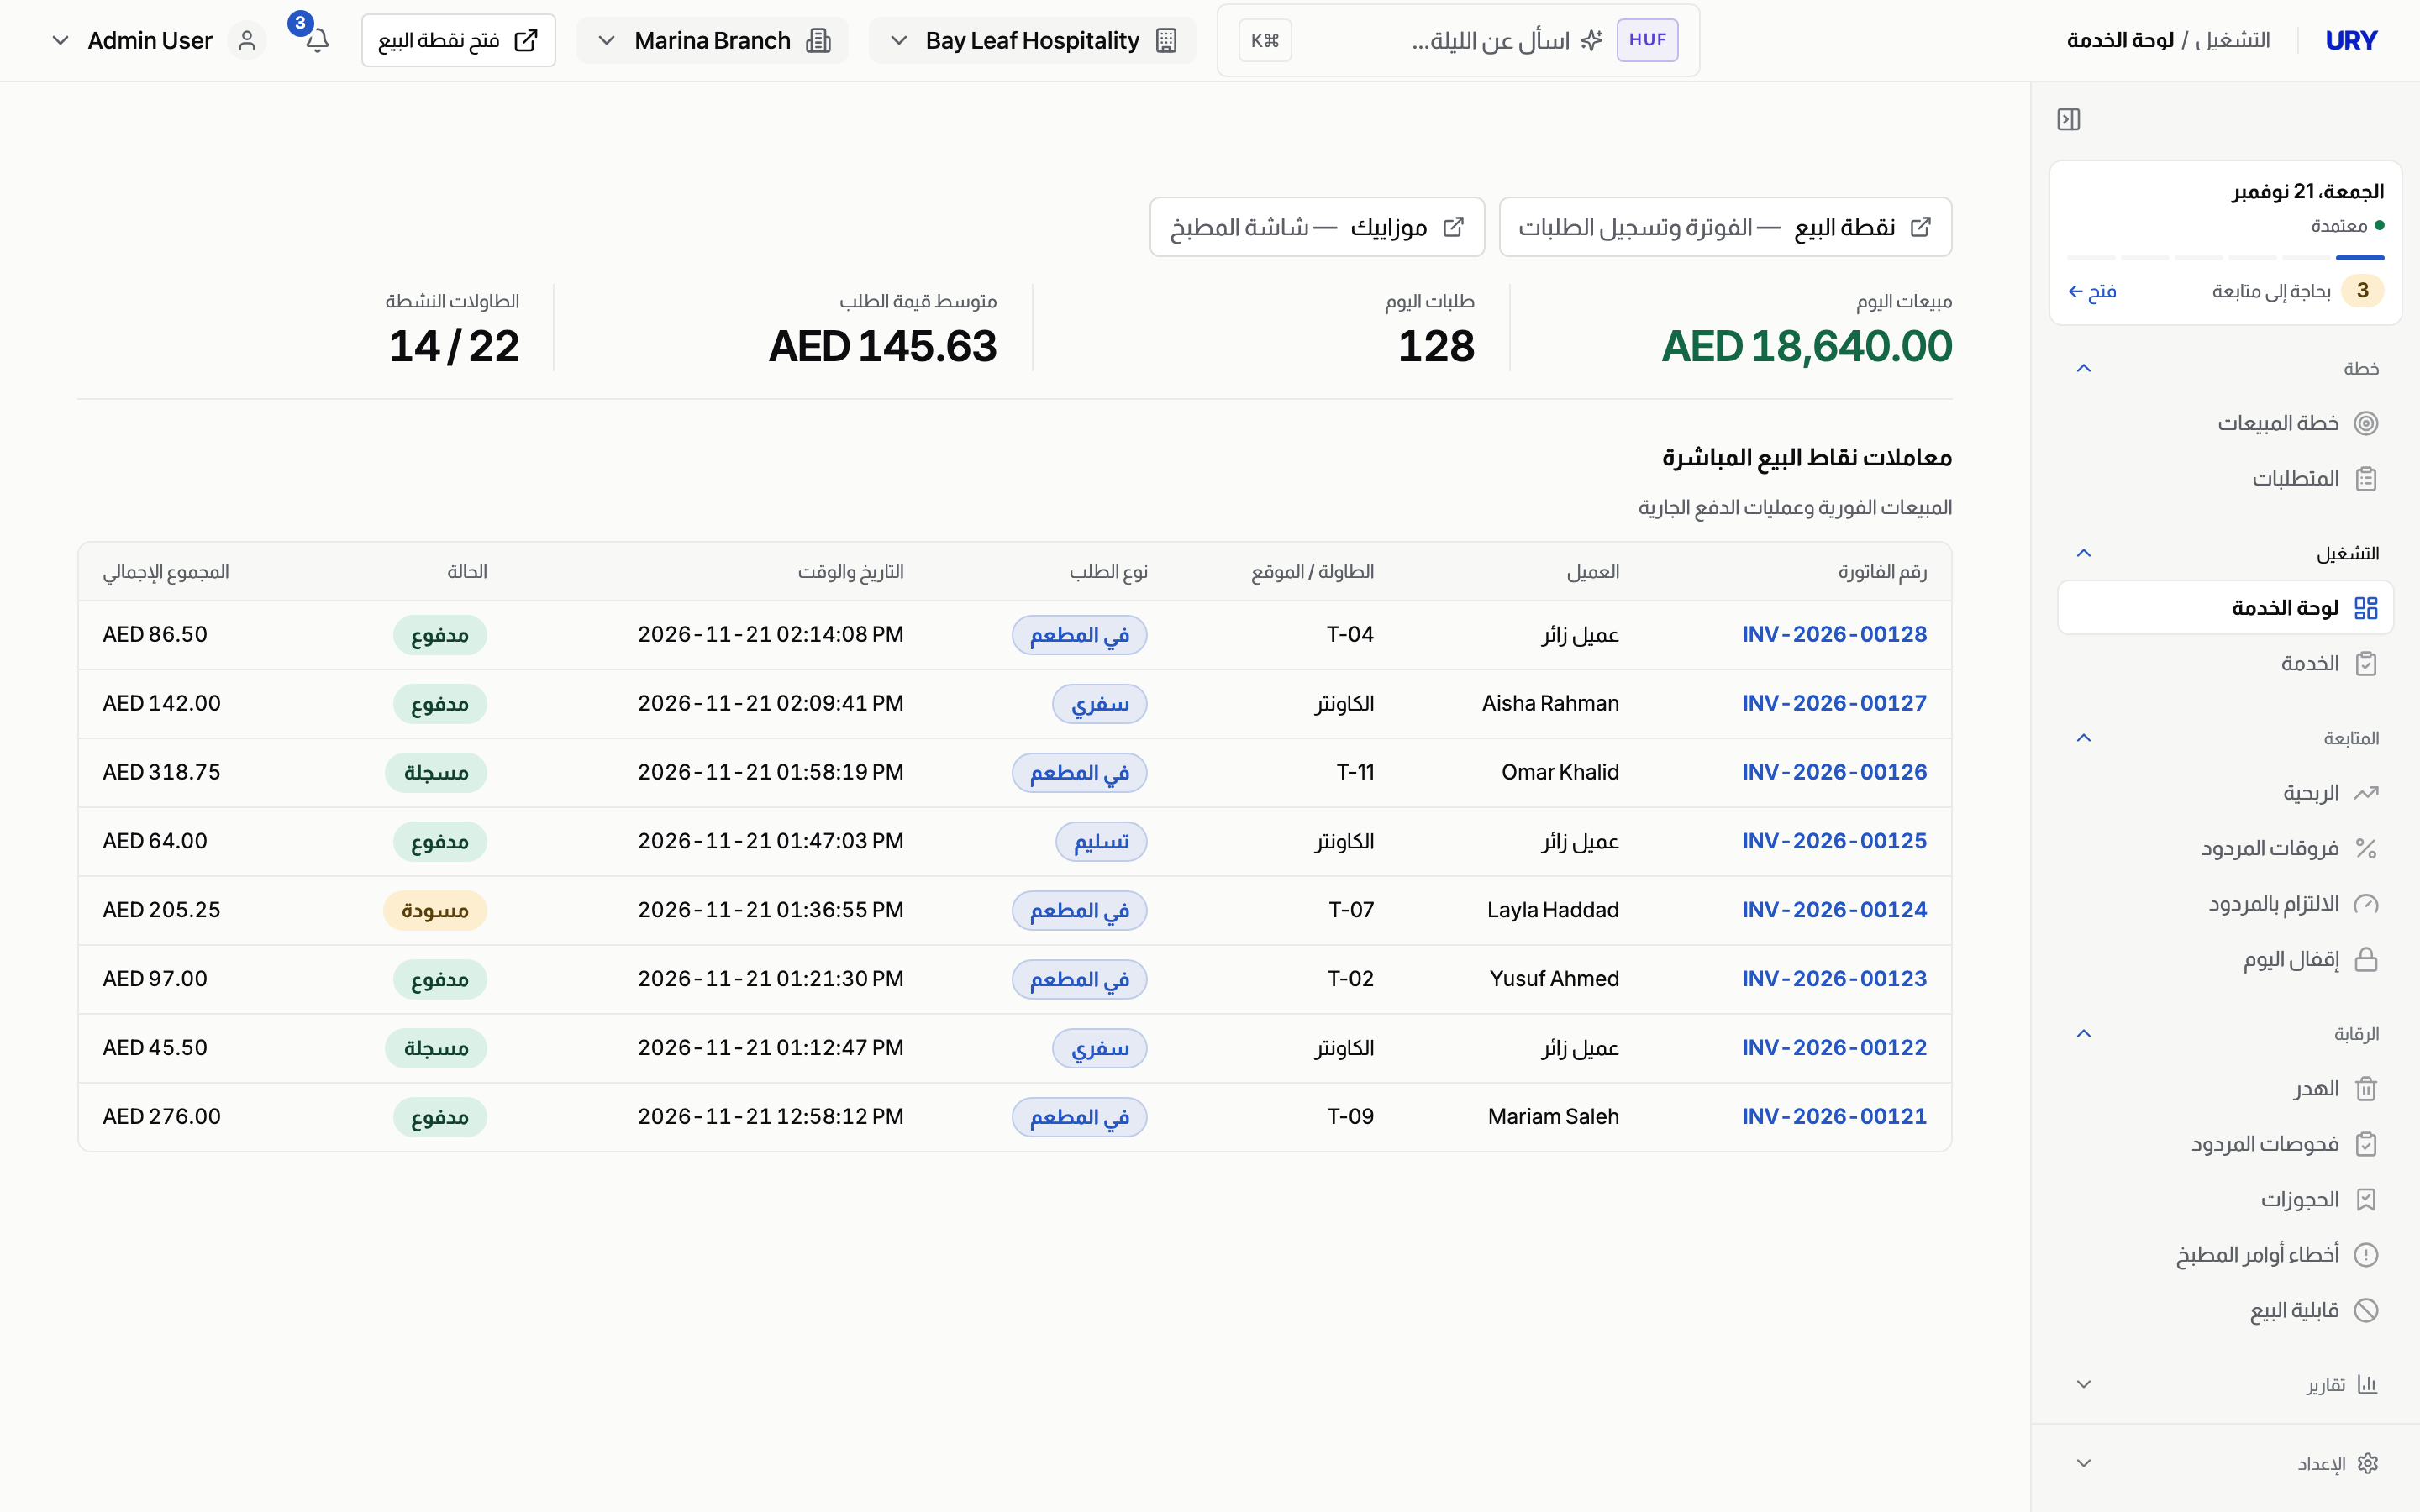 URY
التشغيل / لوحة الخدمة
HUF
اسأل عن الليلة...
K⌘
Bay Leaf Hospitality
Marina Branch
فتح نقطة البيع
3
Admin User
الجمعة، 21 نوفمبر
معتمدة
3 بحاجة إلى متابعة
فتح ←
خطة
خطة المبيعات
المتطلبات
التشغيل
لوحة الخدمة
الخدمة
المتابعة
الربحية
فروقات المردود
الالتزام بالمردود
إقفال اليوم
الرقابة
الهدر
فحوصات المردود
الحجوزات
أخطاء أوامر المطبخ
قابلية البيع
تقارير
الإعداد
نقطة البيع — الفوترة وتسجيل الطلبات
موزاييك — شاشة المطبخ
مبيعات اليوم
AED 18,640.00
طلبات اليوم
128
متوسط قيمة الطلب
AED 145.63
الطاولات النشطة
14 / 22
معاملات نقاط البيع المباشرة
المبيعات الفورية وعمليات الدفع الجارية
رقم الفاتورة العميل الطاولة / الموقع نوع الطلب التاريخ والوقت الحالة المجموع الإجمالي
INV-2026-00128 عميل زائر T-04 في المطعم 2026-11-21 02:14:08 PM مدفوع AED 86.50
INV-2026-00127 Aisha Rahman الكاونتر سفري 2026-11-21 02:09:41 PM مدفوع AED 142.00
INV-2026-00126 Omar Khalid T-11 في المطعم 2026-11-21 01:58:19 PM مسجلة AED 318.75
INV-2026-00125 عميل زائر الكاونتر تسليم 2026-11-21 01:47:03 PM مدفوع AED 64.00
INV-2026-00124 Layla Haddad T-07 في المطعم 2026-11-21 01:36:55 PM مسودة AED 205.25
INV-2026-00123 Yusuf Ahmed T-02 في المطعم 2026-11-21 01:21:30 PM مدفوع AED 97.00
INV-2026-00122 عميل زائر الكاونتر سفري 2026-11-21 01:12:47 PM مسجلة AED 45.50
INV-2026-00121 Mariam Saleh T-09 في المطعم 2026-11-21 12:58:12 PM مدفوع AED 276.00